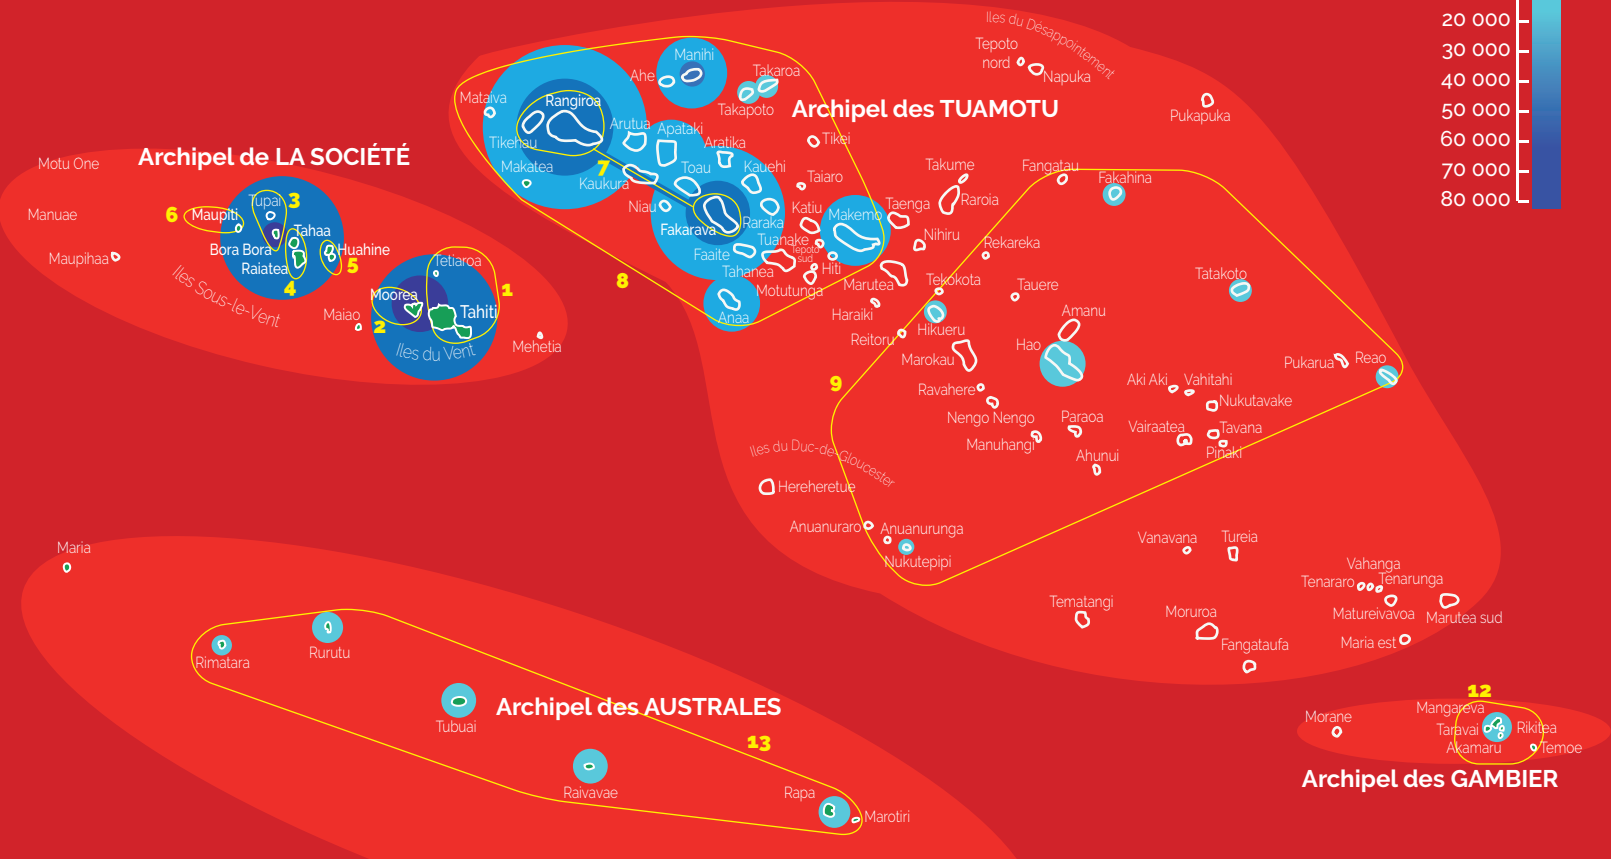 20 000
30 000
40 000
50 000
60 000
70 000
80 000
Iles du Désappointement
Tepoto
nord
Napuka
Pukapuka
Archipel des TUAMOTU
Manihi
Ahe
Takaroa
Takapoto
Mataiva
Rangiroa
Tikehau
Arutua
Apataki
Aratika
Tikei
Makatea
7
Kaukura
Toau
Kauehi
Taiaro
Niau
Fakarava
Raraka
Katiu
Makemo
Taenga
Takume
Raroia
Fangatau
Fakahina
Faaite
Tuanake
Tepoto
sud
Hiti
Tahanea
Motutunga
Marutea
Nihiru
Rekareka
Anaa
8
Haraiki
Tekokota
Tauere
Tatakoto
Reitoru
Hikueru
Amanu
Marokau
Hao
9
Ravahere
Nengo Nengo
Manuhangi
Paraoa
Ahunui
Aki Aki
Vahitahi
Nukutavake
Vairaatea
Tavana
Pinaki
Pukarua
Reao
Iles du Duc-de-Gloucester
Hereheretue
Anuanuraro
Anuanurunga
Nukutepipi
Vanavana
Tureia
Tematangi
Moruroa
Fangataufa
Vahanga
Tenararo
Tenarunga
Matureivavoa
Marutea sud
Maria est
Archipel de LA SOCIÉTÉ
Motu One
Manuae
Maupihaa
6
Maupiti
Tupai
3
Bora Bora
Tahaa
Raiatea
4
Huahine
5
Iles Sous-le-Vent
Tetiaroa
1
Moorea
2
Maiao
Tahiti
Iles du Vent
Mehetia
Maria
Rimatara
Rurutu
Tubuai
Archipel des AUSTRALES
13
Raivavae
Rapa
Marotiri
12
Morane
Mangareva
Taravai
Rikitea
Akamaru
Temoe
Archipel des GAMBIER